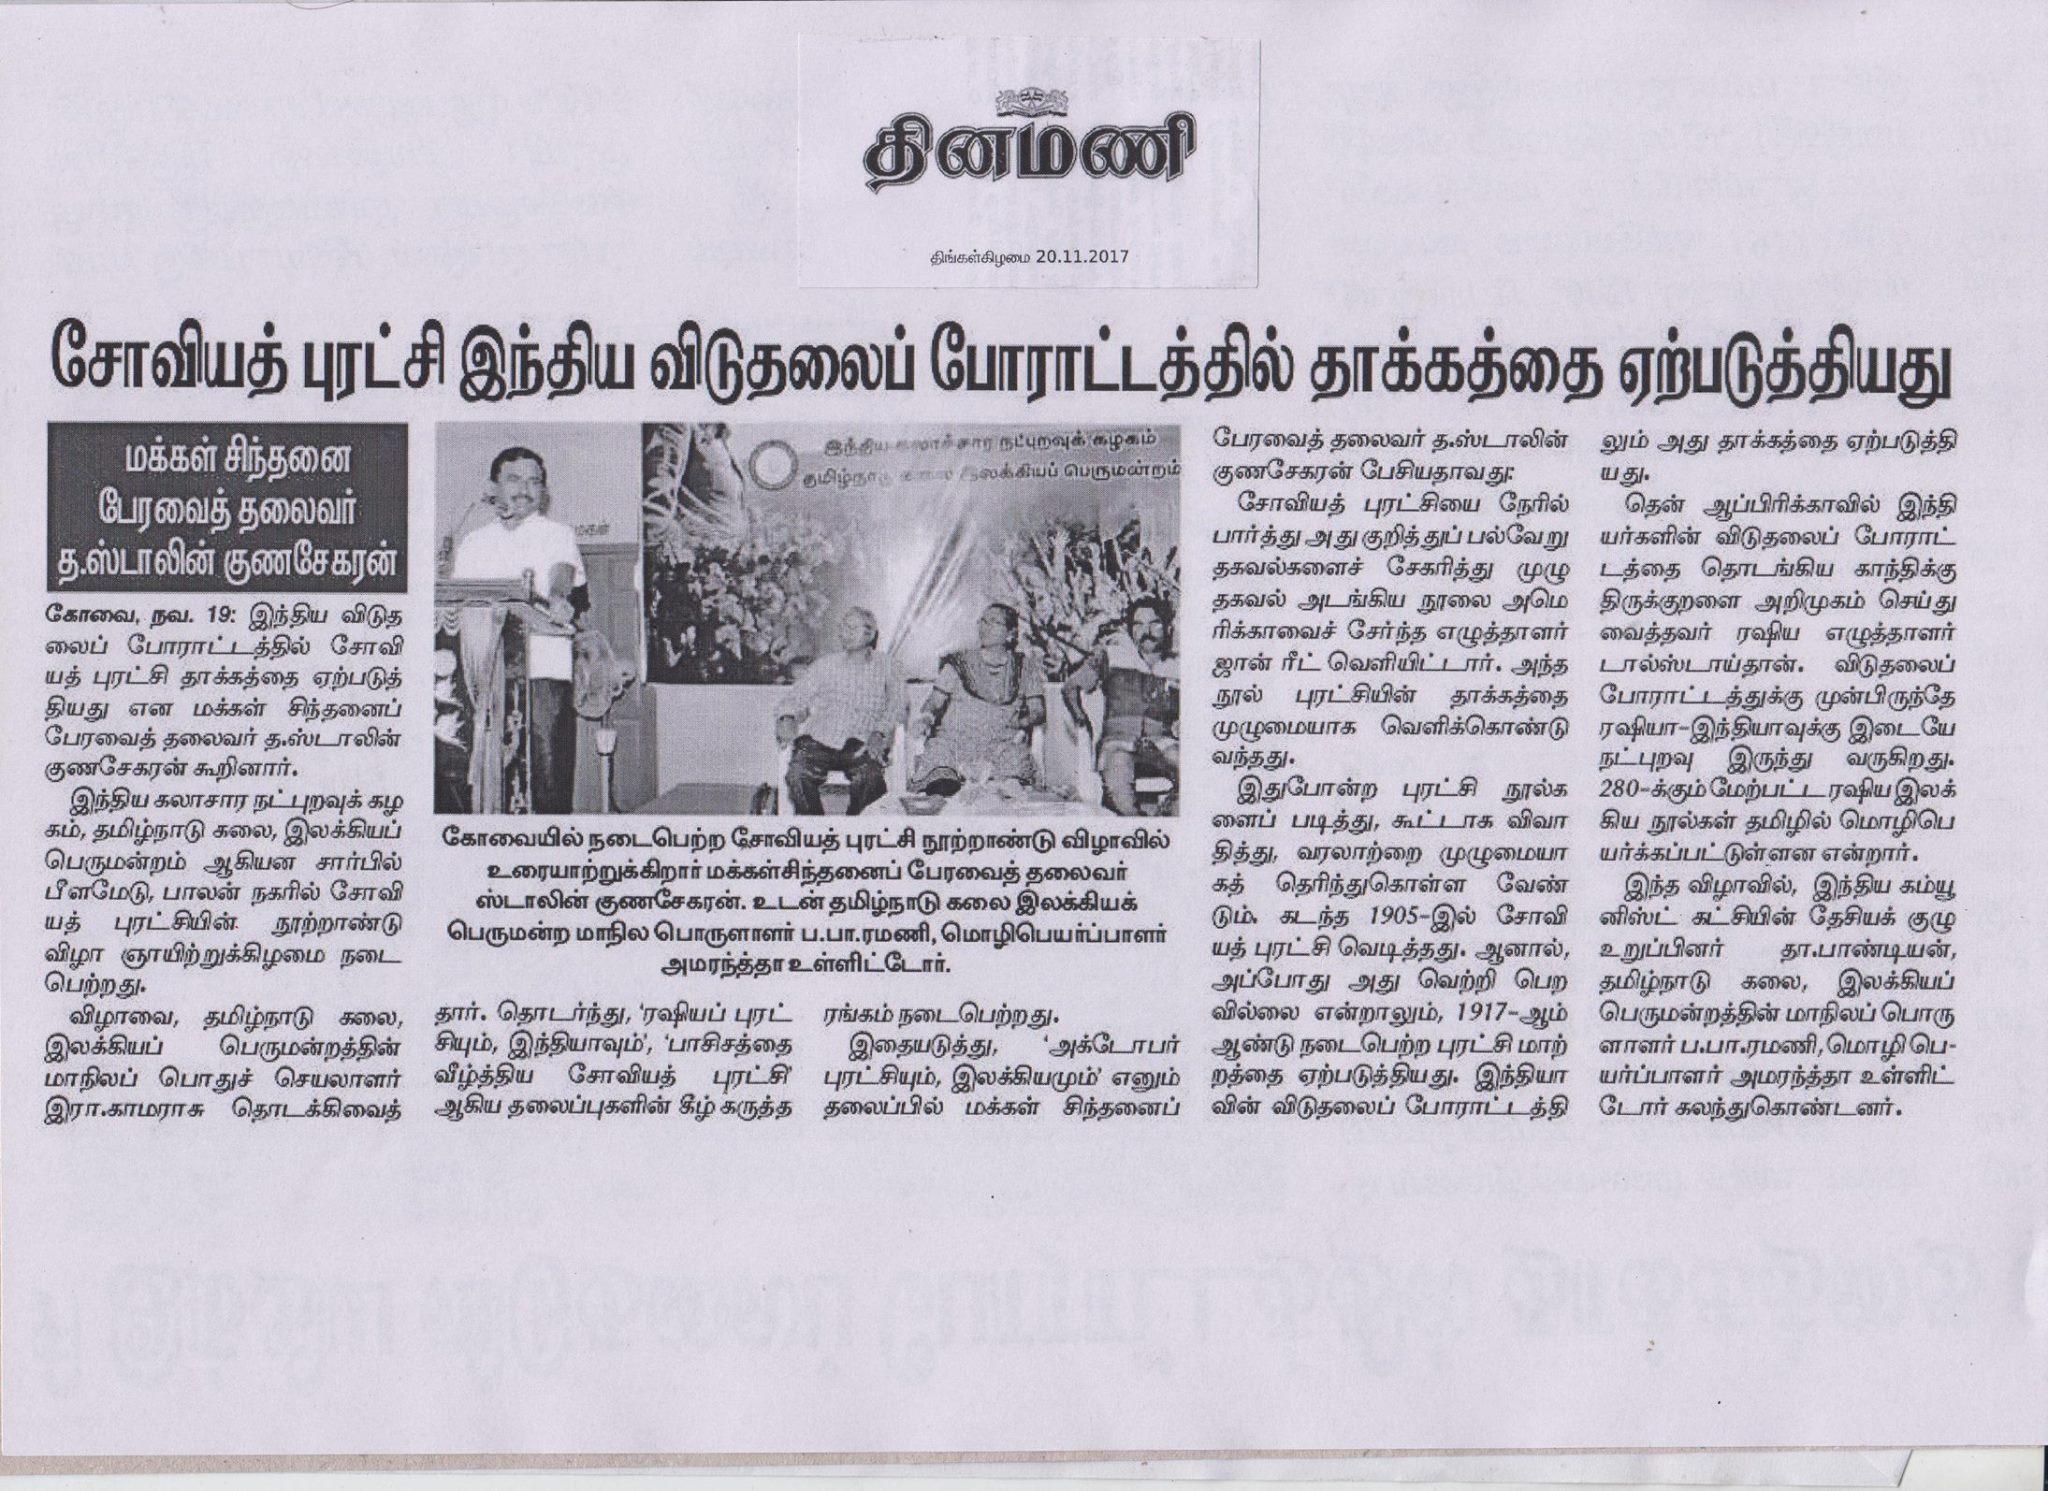 தினமணி
திங்கள்கிழமை 20.11.2017
சோவியத் புரட்சி இந்திய விடுதலைப் போராட்டத்தில் தாக்கத்தை ஏற்படுத்தியது
மக்கள் சிந்தனை
பேரவைத் தலைவர்
த.ஸ்டாலின் குணசேகரன்
கோவை, நவ. 19: இந்திய விடுத
லைப் போராட்டத்தில் சோவி
யத் புரட்சி தாக்கத்தை ஏற்படுத்
தியது என மக்கள் சிந்தனைப்
பேரவைத் தலைவர் த.ஸ்டாலின்
குணசேகரன் கூறினார்.
இந்திய கலாசார நட்புறவுக் கழ
கம், தமிழ்நாடு கலை, இலக்கியப்
பெருமன்றம் ஆகியன சார்பில்
பீளமேடு, பாலன் நகரில் சோவி
யத் புரட்சியின் நூற்றாண்டு
விழா ஞாயிற்றுக்கிழமை நடை
பெற்றது.
விழாவை, தமிழ்நாடு கலை,
இலக்கியப் பெருமன்றத்தின்
மாநிலப் பொதுச் செயலாளர்
இரா.காமராசு தொடக்கிவைத்
இந்திய கலாச்சார நட்புறவுக் கழகம்
தமிழ்நாடு கலை இலக்கியப் பெருமன்றம்
கோவையில் நடைபெற்ற சோவியத் புரட்சி நூற்றாண்டு விழாவில்
உரையாற்றுக்கிறார் மக்கள்சிந்தனைப் பேரவைத் தலைவர்
ஸ்டாலின் குணசேகரன். உடன் தமிழ்நாடு கலை இலக்கியக்
பெருமன்ற மாநில பொருளாளர் ப.பா.ரமணி, மொழிபெயர்ப்பாளர்
அமரந்த்தா உள்ளிட்டோர்.
தார். தொடர்ந்து, 'ரஷியப் புரட்
சியும், இந்தியாவும்', 'பாசிசத்தை
வீழ்த்திய சோவியத் புரட்சி'
ஆகிய தலைப்புகளின் கீழ் கருத்த
ரங்கம் நடைபெற்றது.
இதையடுத்து, 'அக்டோபர்
புரட்சியும், இலக்கியமும்' எனும்
தலைப்பில் மக்கள் சிந்தனைப்
பேரவைத் தலைவர் த.ஸ்டாலின்
குணசேகரன் பேசியதாவது:
சோவியத் புரட்சியை நேரில்
பார்த்து அது குறித்துப் பல்வேறு
தகவல்களைச் சேகரித்து முழு
தகவல் அடங்கிய நூலை அமெ
ரிக்காவைச் சேர்ந்த எழுத்தாளர்
ஜான் ரீட் வெளியிட்டார். அந்த
நூல் புரட்சியின் தாக்கத்தை
முழுமையாக வெளிக்கொண்டு
வந்தது.
இதுபோன்ற புரட்சி நூல்க
ளைப் படித்து, கூட்டாக விவா
தித்து, வரலாற்றை முழுமையா
கத் தெரிந்துகொள்ள வேண்
டும். கடந்த 1905-இல் சோவி
யத் புரட்சி வெடித்தது. ஆனால்,
அப்போது அது வெற்றி பெற
வில்லை என்றாலும், 1917-ஆம்
ஆண்டு நடைபெற்ற புரட்சி மாற்
றத்தை ஏற்படுத்தியது. இந்தியா
வின் விடுதலைப் போராட்டத்தி
லும் அது தாக்கத்தை ஏற்படுத்தி
யது.
தென் ஆப்பிரிக்காவில் இந்தி
யர்களின் விடுதலைப் போராட்
டத்தை தொடங்கிய காந்திக்கு
திருக்குறளை அறிமுகம் செய்து
வைத்தவர் ரஷிய எழுத்தாளர்
டால்ஸ்டாய்தான். விடுதலைப்
போராட்டத்துக்கு முன்பிருந்தே
ரஷியா-இந்தியாவுக்கு இடையே
நட்புறவு இருந்து வருகிறது.
280-க்கும் மேற்பட்ட ரஷிய இலக்
கிய நூல்கள் தமிழில் மொழிபெ
யர்க்கப்பட்டுள்ளன என்றார்.
இந்த விழாவில், இந்திய கம்யூ
னிஸ்ட் கட்சியின் தேசியக் குழு
உறுப்பினர் தா.பாண்டியன்,
தமிழ்நாடு கலை, இலக்கியப்
பெருமன்றத்தின் மாநிலப் பொரு
ளாளர் ப.பா.ரமணி, மொழி பெ-
யர்ப்பாளர் அமரந்த்தா உள்ளிட்
டோர் கலந்துகொண்டனர்.